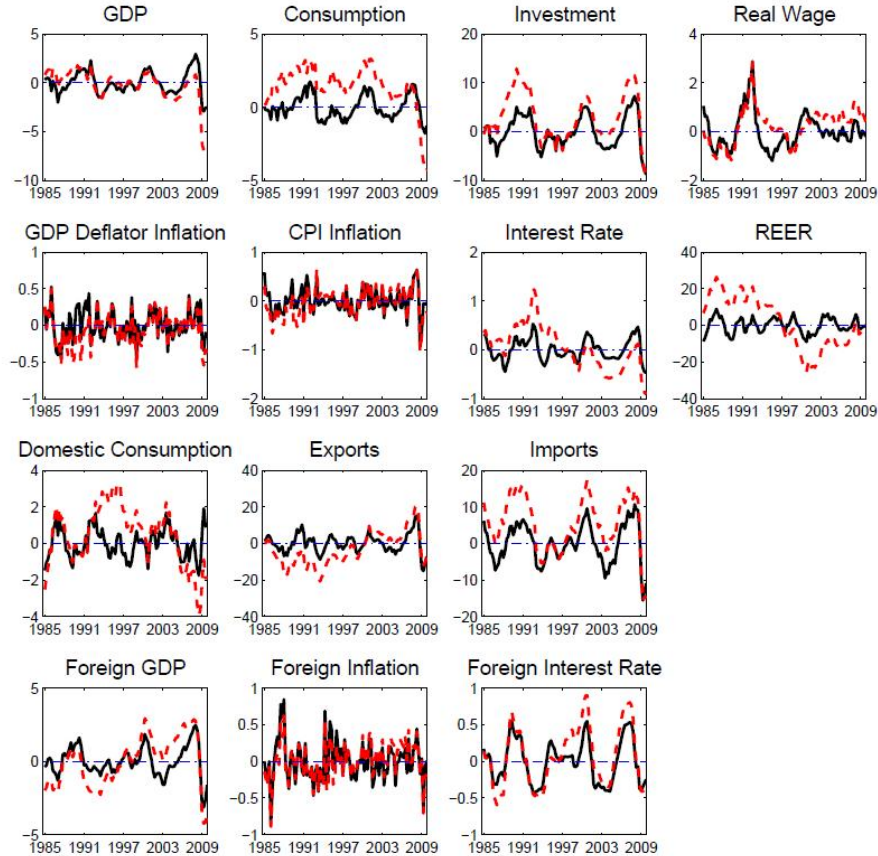 GDP Consumption Investment Real Wage
5 5 20 4
0 10 2
−5 0 0 0
−10 −5 −10 −2
1985 1991 1997 2003 2009 1985 1991 1997 2003 2009 1985 1991 1997 2003 2009 1985 1991 1997 2003 2009
GDP Deflator Inflation CPI Inflation Interest Rate REER
1 1 2 40
0.5 0 1 20
0 0 0
−0.5 −1 −20
−1 −2 −1 −40
1985 1991 1997 2003 2009 1985 1991 1997 2003 2009 1985 1991 1997 2003 2009 1985 1991 1997 2003 2009
Domestic Consumption Exports Imports
4 40 20
2 20 10
0 0 0
−2 −20 −10
−4 −40 −20
1985 1991 1997 2003 2009 1985 1991 1997 2003 2009 1985 1991 1997 2003 2009
Foreign GDP Foreign Inflation Foreign Interest Rate
5 1 1
0.5 0.5
0 0 0
−0.5 −0.5
−5 −1 −1
1985 1991 1997 2003 2009 1985 1991 1997 2003 2009 1985 1991 1997 2003 2009